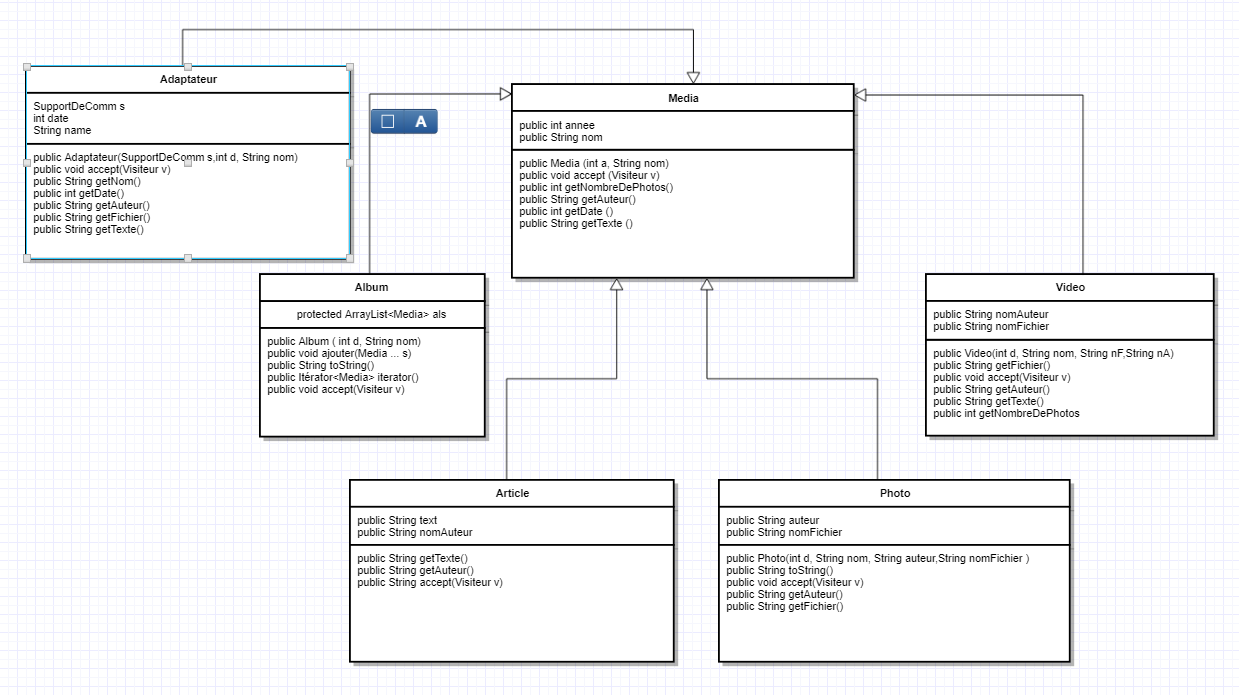 Adaptateur
SupportDeComm s
int date
String name
public Adaptateur(SupportDeComm s,int d, String nom)
public void accept(Visiteur v)
public String getNom()
public int getDate()
public String getAuteur()
public String getFichier()
public String getTexte()
A
Media
public int annee
public String nom
public Media (int a, String nom)
public void accept (Visiteur v)
public int getNombreDePhotos()
public String getAuteur()
public int getDate ()
public String getTexte ()
Album
protected ArrayList<Media> als
public Album ( int d, String nom)
public void ajouter(Media ... s)
public String toString()
public Itérator<Media> iterator()
public void accept(Visiteur v)
Video
public String nomAuteur
public String nomFichier
public Video(int d, String nom, String nF,String nA)
public String getFichier()
public void accept(Visiteur v)
public String getAuteur()
public String getTexte()
public int getNombreDePhotos
Article
public String text
public String nomAuteur
public String getTexte()
public String getAuteur()
public String accept(Visiteur v)
Photo
public String auteur
public String nomFichier
public Photo(int d, String nom, String auteur,String nomFichier )
public String toString()
public void accept(Visiteur v)
public String getAuteur()
public String getFichier()